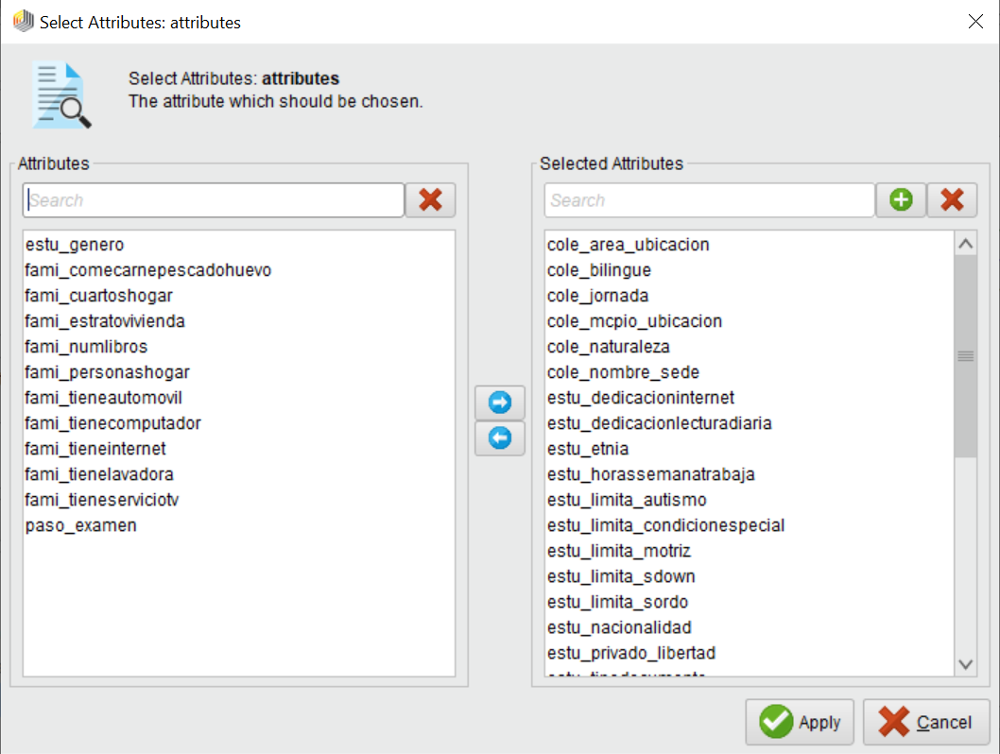 Select Attributes: attributes
Select Attributes: attributes
The attribute which should be chosen.
Attributes
Search
estu_genero
fami_comecarnepescadohuevo
fami_cuartoshogar
fami_estratovivienda
fami_numlibros
fami_personashogar
fami_tieneautomovil
fami_tienecomputador
fami_tieneinternet
fami_tienelavadora
fami_tieneserviciotv
paso_examen
Selected Attributes
Search
cole_area_ubicacion
cole_bilingue
cole_jornada
cole_mcpio_ubicacion
cole_naturaleza
cole_nombre_sede
estu_dedicacioninternet
estu_dedicacionlecturadiaria
estu_etnia
estu_horassemanatrabaja
estu_limita_autismo
estu_limita_condicionespecial
estu_limita_motriz
estu_limita_sdown
estu_limita_sordo
estu_nacionalidad
estu_privado_libertad
Apply
Cancel